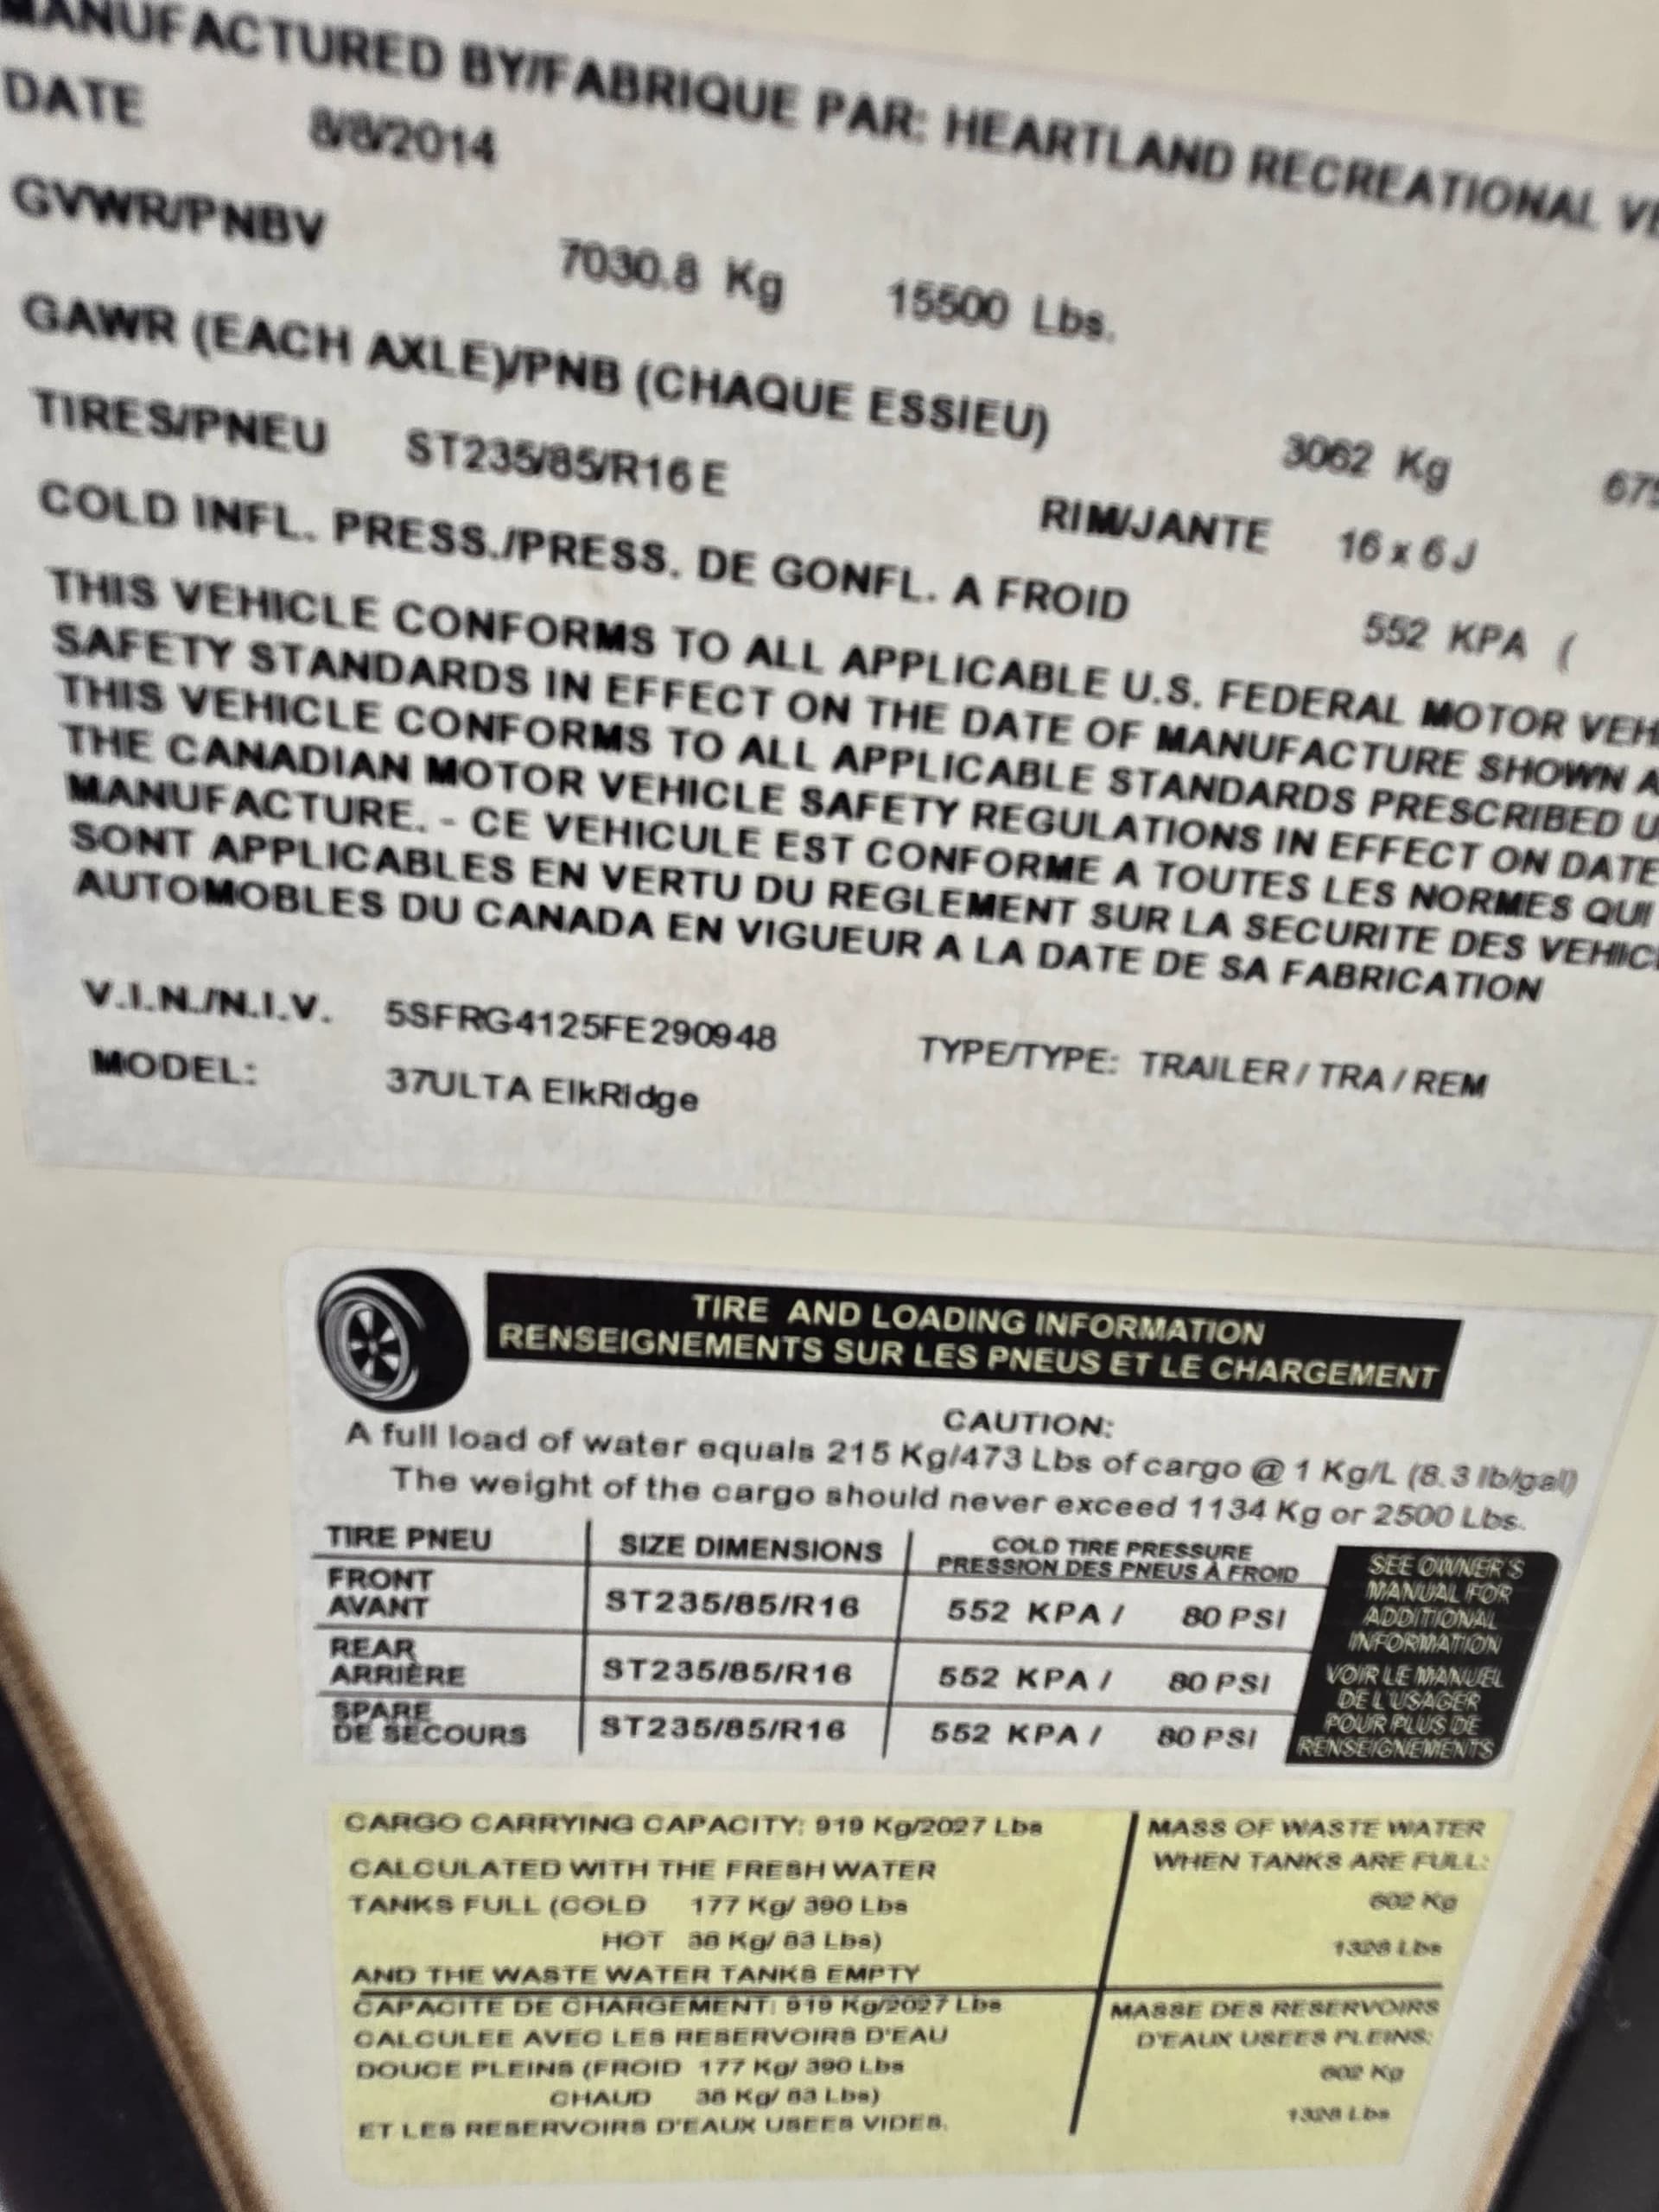 MANUFACTURED BY/FABRIQUE PAR: HEARTLAND RECREATIONAL VE
DATE 8/8/2014
GVWR/PNBV 7030.8 Kg 15500 Lbs.
GAWR (EACH AXLE)/PNB (CHAQUE ESSIEU) 3062 Kg 675
TIRES/PNEU ST235/85/R16 E RIM/JANTE 16 x 6 J
COLD INFL. PRESS./PRESS. DE GONFL. A FROID 552 KPA (
THIS VEHICLE CONFORMS TO ALL APPLICABLE U.S. FEDERAL MOTOR VEH
SAFETY STANDARDS IN EFFECT ON THE DATE OF MANUFACTURE SHOWN A
THIS VEHICLE CONFORMS TO ALL APPLICABLE STANDARDS PRESCRIBED U
THE CANADIAN MOTOR VEHICLE SAFETY REGULATIONS IN EFFECT ON DATE
MANUFACTURE. - CE VEHICULE EST CONFORME A TOUTES LES NORMES QUI
SONT APPLICABLES EN VERTU DU REGLEMENT SUR LA SECURITE DES VEHIC
AUTOMOBLES DU CANADA EN VIGUEUR A LA DATE DE SA FABRICATION
V.I.N./N.I.V. 5SFRG4125FE290948 TYPE/TYPE: TRAILER / TRA / REM
MODEL: 37ULTA ElkRidge
TIRE AND LOADING INFORMATION
RENSEIGNEMENTS SUR LES PNEUS ET LE CHARGEMENT
CAUTION:
A full load of water equals 215 Kg/473 Lbs of cargo @ 1 Kg/L (8.3 lb/gal)
The weight of the cargo should never exceed 1134 Kg or 2500 Lbs.
TIRE PNEU SIZE DIMENSIONS COLD TIRE PRESSURE
PRESSION DES PNEUS À FROID
FRONT
AVANT ST235/85/R16 552 KPA / 80 PSI
REAR
ARRIÈRE ST235/85/R16 552 KPA / 80 PSI
SPARE
DE SECOURS ST235/85/R16 552 KPA / 80 PSI
SEE OWNER'S
MANUAL FOR
ADDITIONAL
INFORMATION
VOIR LE MANUEL
DE L'USAGER
POUR PLUS DE
RENSEIGNEMENTS
CARGO CARRYING CAPACITY: 919 Kg/2027 Lbs
CALCULATED WITH THE FRESH WATER
TANKS FULL (COLD 177 Kg/ 390 Lbs
HOT 38 Kg/ 83 Lbs)
AND THE WASTE WATER TANKS EMPTY
MASS OF WASTE WATER
WHEN TANKS ARE FULL:
602 Kg
1328 Lbs
CAPACITE DE CHARGEMENT: 919 Kg/2027 Lbs
CALCULEE AVEC LES RESERVOIRS D'EAU
DOUCE PLEINS (FROID 177 Kg/ 390 Lbs
CHAUD 38 Kg/ 83 Lbs)
ET LES RESERVOIRS D'EAUX USEES VIDES.
MASSE DES RESERVOIRS
D'EAUX USEES PLEINS:
602 Kg
1328 Lbs